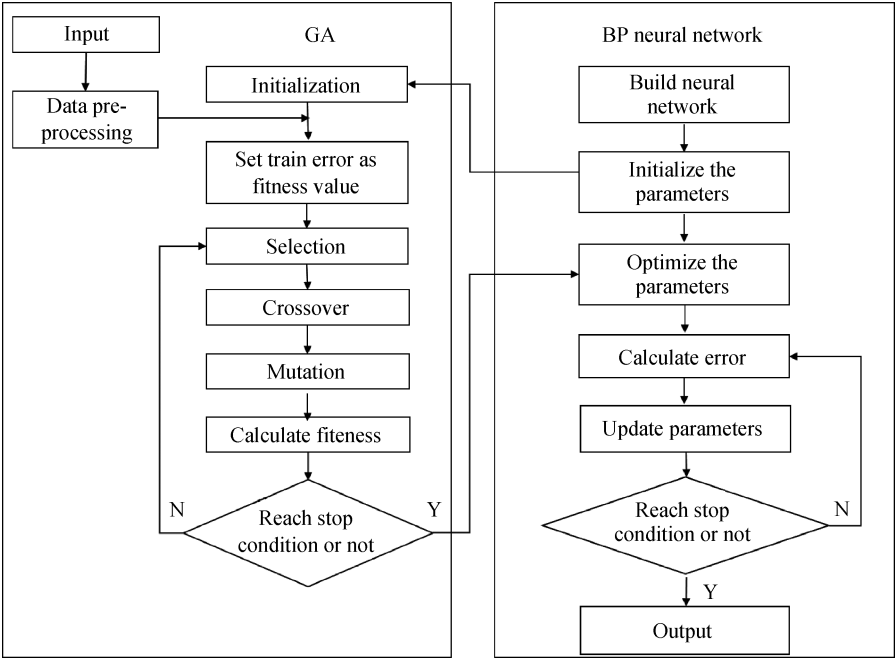 Input
GA
Initialization
Data pre-
processing
Set train error as
fitness value
Selection
Crossover
Mutation
Calculate fiteness
N
Reach stop
condition or not
Y
BP neural network
Build neural
network
Initialize the
parameters
Optimize the
parameters
Calculate error
Update parameters
Reach stop
condition or not
N
Y
Output